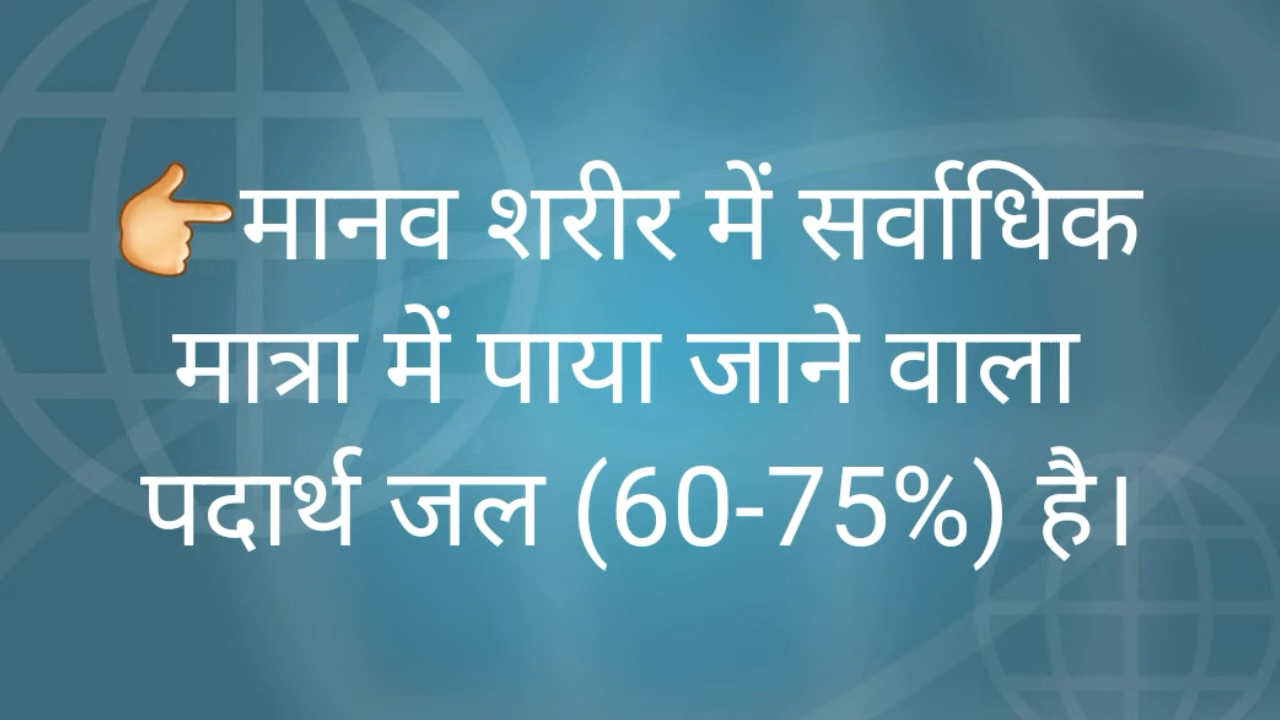 👉मानव शरीर में सर्वाधिक
मात्रा में पाया जाने वाला
पदार्थ जल (60-75%) है।